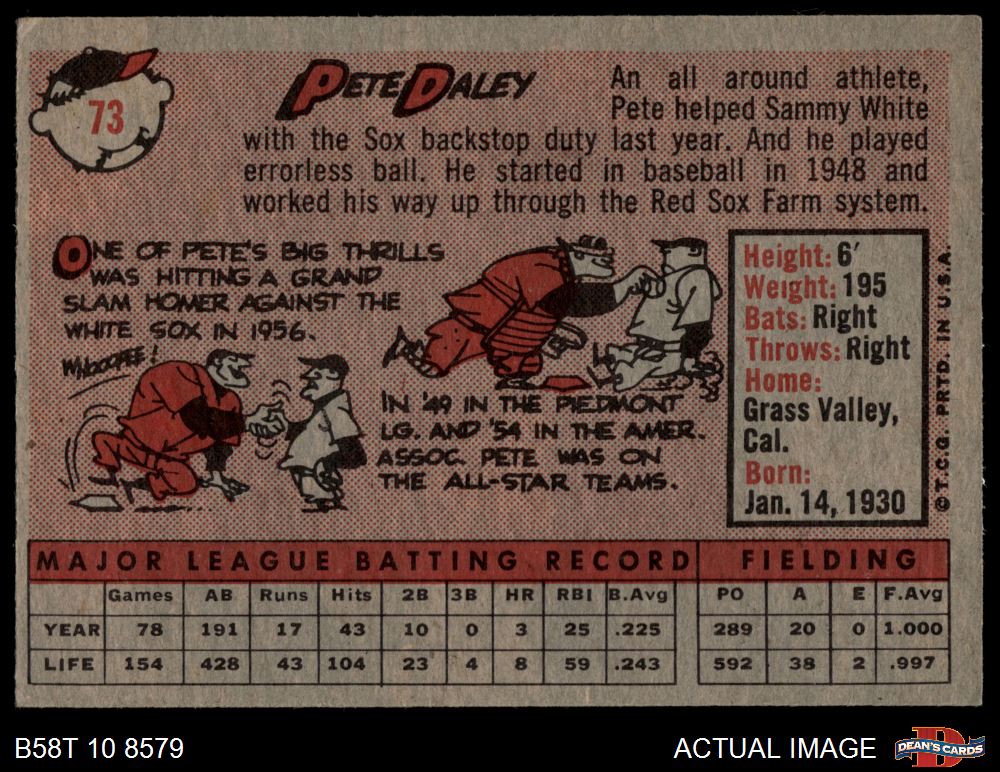 73
PETE DALEY
An all around athlete,
Pete helped Sammy White
with the Sox backstop duty last year. And he played
errorless ball. He started in baseball in 1948 and
worked his way up through the Red Sox Farm system.
ONE OF PETE'S BIG THRILLS
WAS HITTING A GRAND
SLAM HOMER AGAINST THE
WHITE SOX IN 1956.
WHOOPEE!
IN '49 IN THE PIEDMONT
LG. AND '54 IN THE AMER.
ASSOC. PETE WAS ON
THE ALL-STAR TEAMS.
Height: 6'
Weight: 195
Bats: Right
Throws: Right
Home:
Grass Valley,
Cal.
Born:
Jan. 14, 1930
© T.C.G. PRTD. IN U.S.A.
MAJOR LEAGUE BATTING RECORD FIELDING
Games AB Runs Hits 2B 3B HR RBI B.Avg PO A E F.Avg
YEAR 78 191 17 43 10 0 3 25 .225 289 20 0 1.000
LIFE 154 428 43 104 23 4 8 59 .243 592 38 2 .997
B58T 10 8579
ACTUAL IMAGE
DEAN'S CARDS